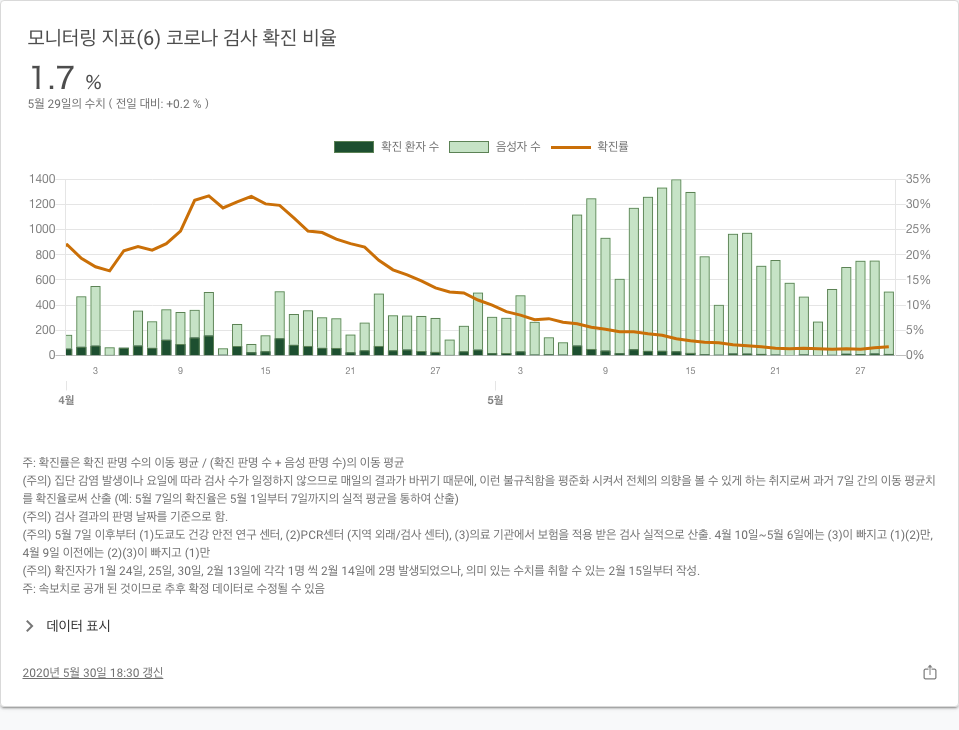 모니터링 지표(6) 코로나 검사 확진 비율
1.7 %
5월 29일의 수치 ( 전일 대비: +0.2 % )
확진 환자 수 음성자 수 확진률
1400 35%
1200 30%
1000 25%
800 20%
600 15%
400 10%
200 5%
0 0%
3 9 15 21 27 3 9 15 21 27
4월 5월
주: 확진률은 확진 판명 수의 이동 평균 / (확진 판명 수 + 음성 판명 수)의 이동 평균
(주의) 집단 감염 발생이나 요일에 따라 검사 수가 일정하지 않으므로 매일의 결과가 바뀌기 때문에, 이런 불규칙함을 평준화 시켜서 전체의 의향을 볼 수 있게 하는 취지로써 과거 7일 간의 이동 평균치
를 확진율로써 산출 (예: 5월 7일의 확진율은 5월 1일부터 7일까지의 실적 평균을 통하여 산출)
(주의) 검사 결과의 판명 날짜를 기준으로 함.
(주의) 5월 7일 이후부터 (1)도쿄도 건강 안전 연구 센터, (2)PCR센터 (지역 외래/검사 센터), (3)의료 기관에서 보험을 적용 받은 검사 실적으로 산출. 4월 10일~5월 6일에는 (3)이 빠지고 (1)(2)만,
4월 9일 이전에는 (2)(3)이 빠지고 (1)만
(주의) 확진자가 1월 24일, 25일, 30일, 2월 13일에 각각 1명 씩 2월 14일에 2명 발생되었으나, 의미 있는 수치를 취할 수 있는 2월 15일부터 작성.
주: 속보치로 공개 된 것이므로 추후 확정 데이터로 수정될 수 있음
데이터 표시
2020년 5월 30일 18:30 갱신